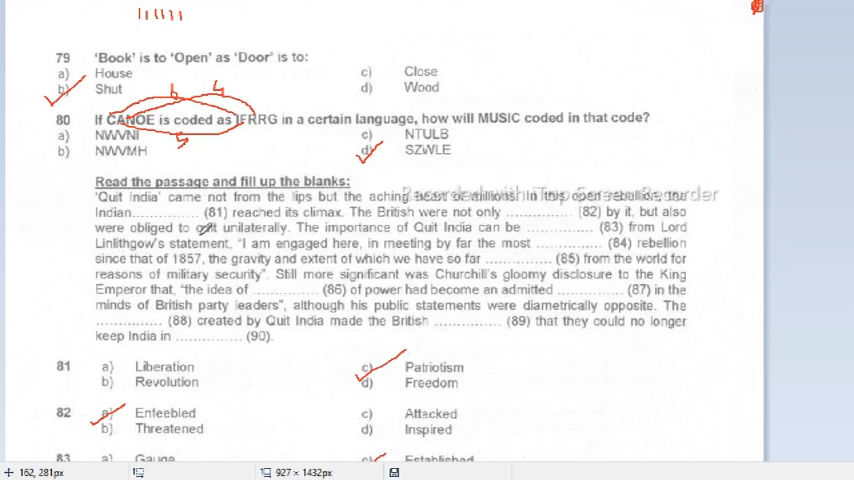 79 'Book' is to 'Open' as 'Door' is to:
a) House c) Close
b) Shut d) Wood
80 If CANOE is coded as IFRRG in a certain language, how will MUSIC coded in that code?
a) NWVNI c) NTULB
b) NWVMH d) SZWLE
Read the passage and fill up the blanks:
Recorded with iTop Screen Recorder
'Quit India' came not from the lips but the aching heart of millions. In this open rebellion, the
Indian.............. (81) reached its climax. The British were not only .............. (82) by it, but also
were obliged to quit unilaterally. The importance of Quit India can be .............. (83) from Lord
Linlithgow's statement, "I am engaged here, in meeting by far the most .............. (84) rebellion
since that of 1857, the gravity and extent of which we have so far .............. (85) from the world for
reasons of military security". Still more significant was Churchill's gloomy disclosure to the King
Emperor that, "the idea of .............. (86) of power had become an admitted .............. (87) in the
minds of British party leaders", although his public statements were diametrically opposite. The
.............. (88) created by Quit India made the British .............. (89) that they could no longer
keep India in .............. (90).
81 a) Liberation c) Patriotism
b) Revolution d) Freedom
82 a) Enfeebled c) Attacked
b) Threatened d) Inspired
83 a) Gauge c) Established
162, 281px 927 × 1432px